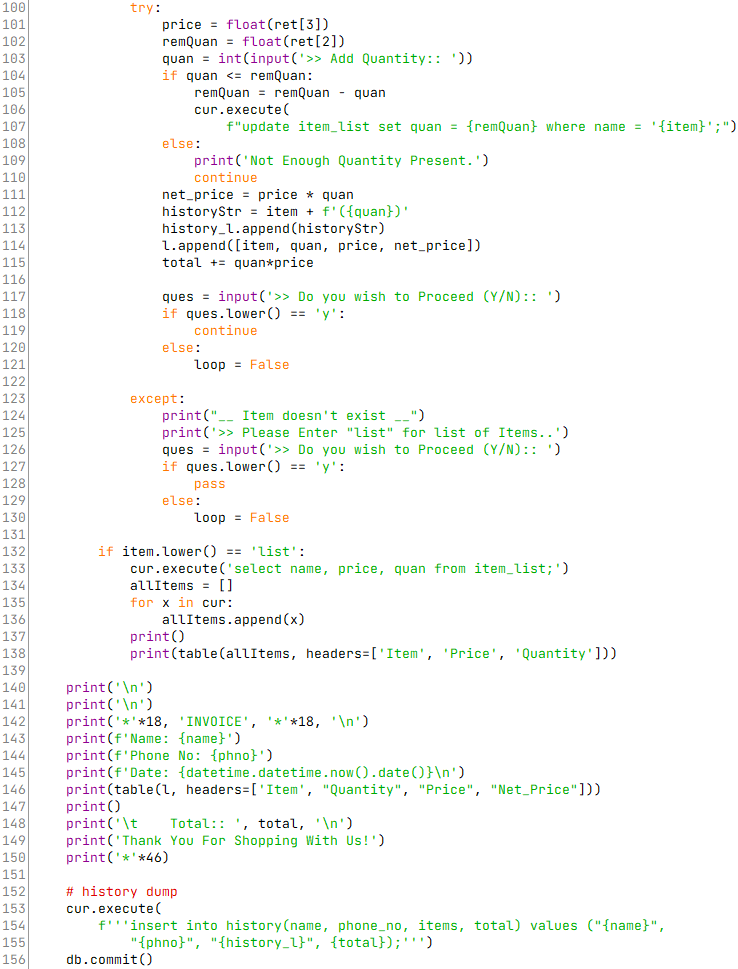 100 try:
101 price = float(ret[3])
102 remQuan = float(ret[2])
103 quan = int(input('>> Add Quantity:: '))
104 if quan <= remQuan:
105 remQuan = remQuan - quan
106 cur.execute(
107 f"update item_list set quan = {remQuan} where name = '{item}';")
108 else:
109 print('Not Enough Quantity Present.')
110 continue
111 net_price = price * quan
112 historyStr = item + f'({quan})'
113 history_l.append(historyStr)
114 l.append([item, quan, price, net_price])
115 total += quan*price
116
117 ques = input('>> Do you wish to Proceed (Y/N):: ')
118 if ques.lower() == 'y':
119 continue
120 else:
121 loop = False
122
123 except:
124 print("__ Item doesn't exist __")
125 print('>> Please Enter "list" for list of Items..')
126 ques = input('>> Do you wish to Proceed (Y/N):: ')
127 if ques.lower() == 'y':
128 pass
129 else:
130 loop = False
131
132 if item.lower() == 'list':
133 cur.execute('select name, price, quan from item_list;')
134 allItems = []
135 for x in cur:
136 allItems.append(x)
137 print()
138 print(table(allItems, headers=['Item', 'Price', 'Quantity']))
139
140 print('\n')
141 print('\n')
142 print('*'*18, 'INVOICE', '*'*18, '\n')
143 print(f'Name: {name}')
144 print(f'Phone No: {phno}')
145 print(f'Date: {datetime.datetime.now().date()}\n')
146 print(table(l, headers=['Item', "Quantity", "Price", "Net_Price"]))
147 print()
148 print('\t    Total:: ', total, '\n')
149 print('Thank You For Shopping With Us!')
150 print('*'*46)
151
152 # history dump
153 cur.execute(
154 f'''insert into history(name, phone_no, items, total) values ("{name}",
155 "{phno}", "{history_l}", {total});''')
156 db.commit()